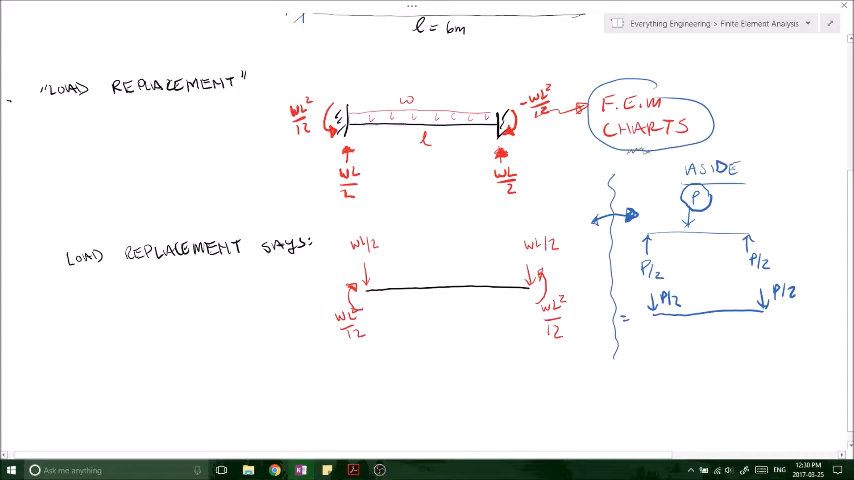 Everything Engineering > Finite Element Analysis
l = 6m
"LOAD REPLACEMENT"
WL²/12
w
-WL²/12
F.E.M
CHARTS
l
WL/2
WL/2
ASIDE
P
P/2
P/2
LOAD REPLACEMENT SAYS:
WL/2
WL/2
WL²/12
WL²/12
P/2
P/2
=
Ask me anything
ENG
12:30 PM
2017-03-25